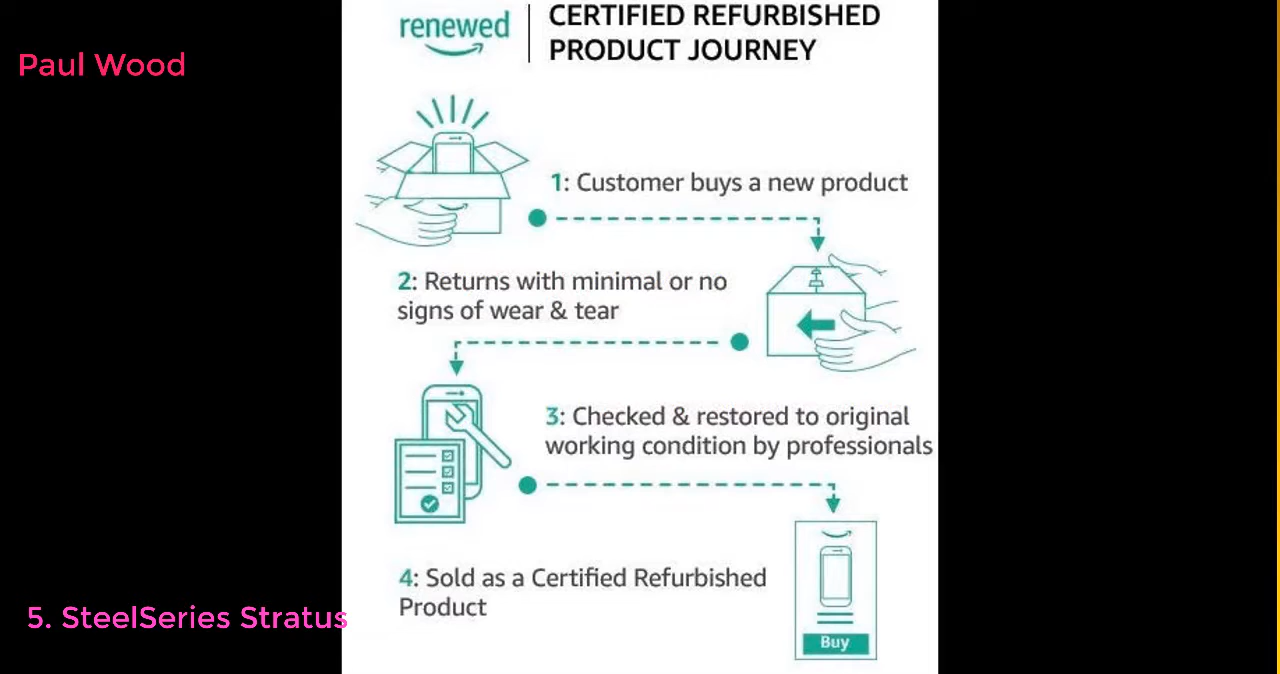 renewed
CERTIFIED REFURBISHED
PRODUCT JOURNEY
Paul Wood
1: Customer buys a new product
2: Returns with minimal or no
signs of wear & tear
3: Checked & restored to original
working condition by professionals
4: Sold as a Certified Refurbished
Product
5. SteelSeries Stratus
Buy